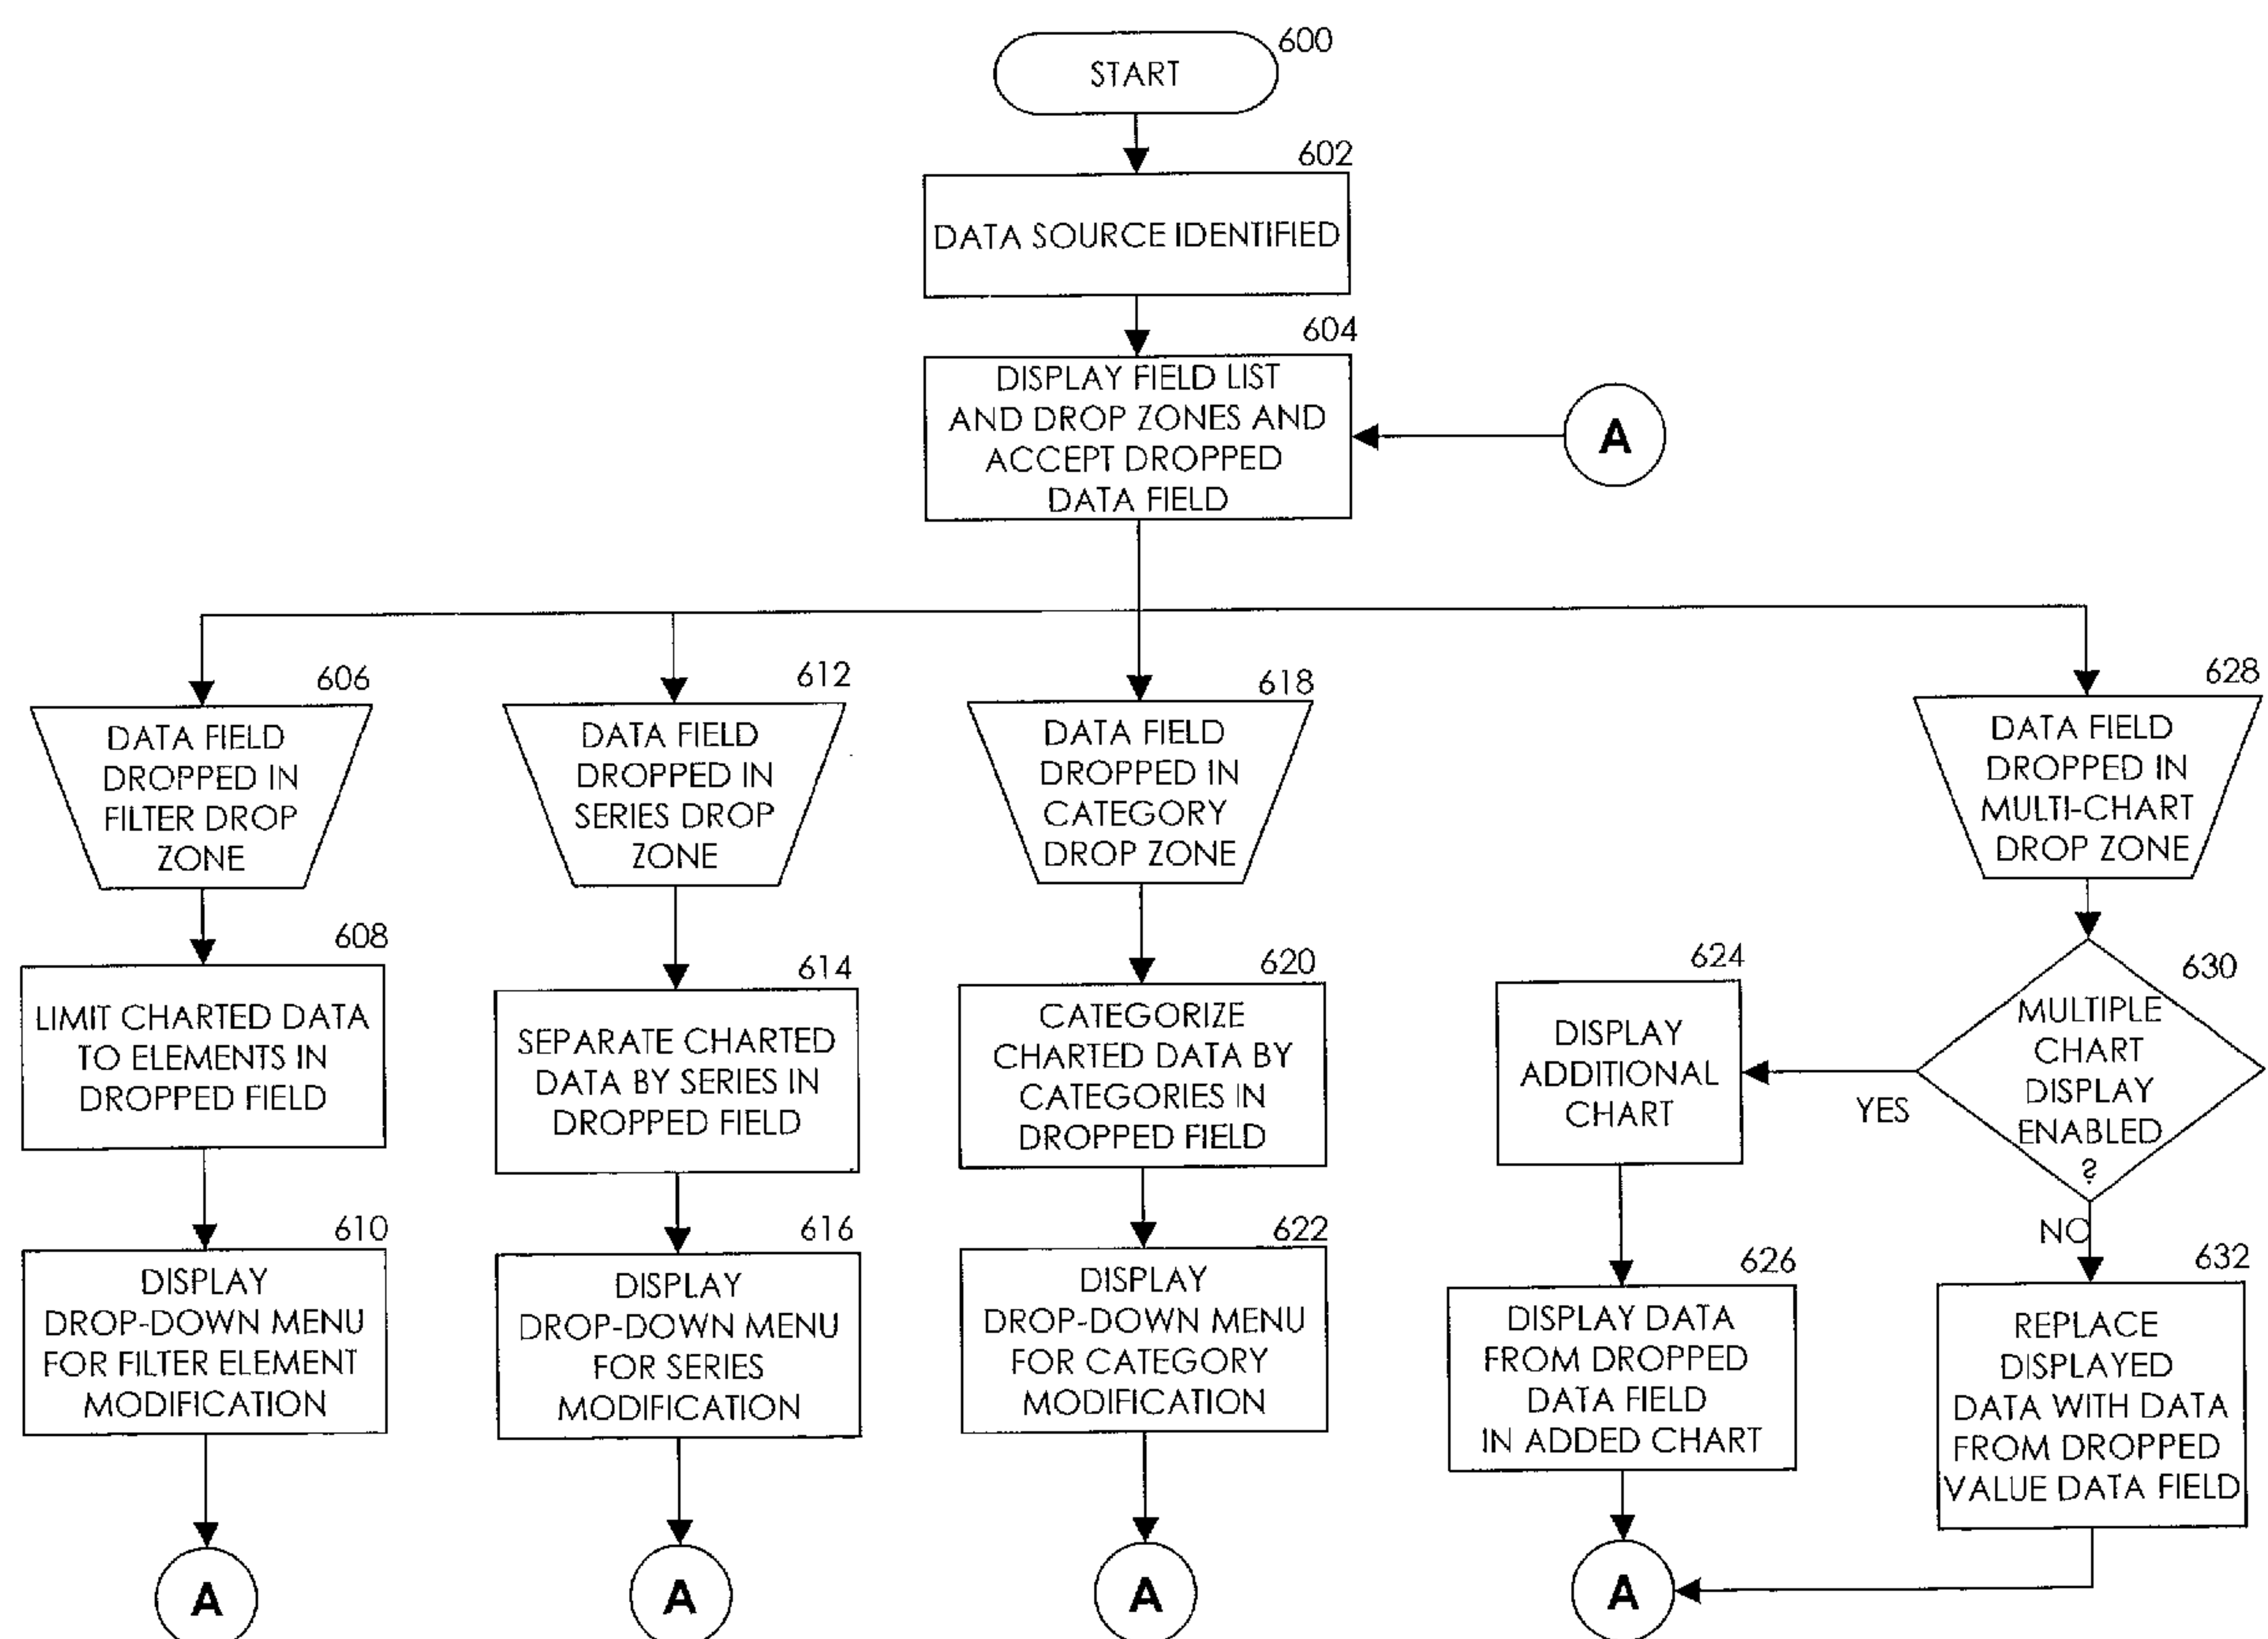 600
START
602
DATA SOURCE IDENTIFIED
604
DISPLAY FIELD LIST
AND DROP ZONES AND
ACCEPT DROPPED
DATA FIELD
A
606
DATA FIELD
DROPPED IN
FILTER DROP
ZONE
612
DATA FIELD
DROPPED IN
SERIES DROP
ZONE
618
DATA FIELD
DROPPED IN
CATEGORY
DROP ZONE
628
DATA FIELD
DROPPED IN
MULTI-CHART
DROP ZONE
608
LIMIT CHARTED DATA
TO ELEMENTS IN
DROPPED FIELD
614
SEPARATE CHARTED
DATA BY SERIES IN
DROPPED FIELD
620
CATEGORIZE
CHARTED DATA BY
CATEGORIES IN
DROPPED FIELD
624
DISPLAY
ADDITIONAL
CHART
YES
630
MULTIPLE
CHART
DISPLAY
ENABLED
?
NO
610
DISPLAY
DROP-DOWN MENU
FOR FILTER ELEMENT
MODIFICATION
616
DISPLAY
DROP-DOWN MENU
FOR SERIES
MODIFICATION
622
DISPLAY
DROP-DOWN MENU
FOR CATEGORY
MODIFICATION
626
DISPLAY DATA
FROM DROPPED
DATA FIELD
IN ADDED CHART
632
REPLACE
DISPLAYED
DATA WITH DATA
FROM DROPPED
VALUE DATA FIELD
A
A
A
A